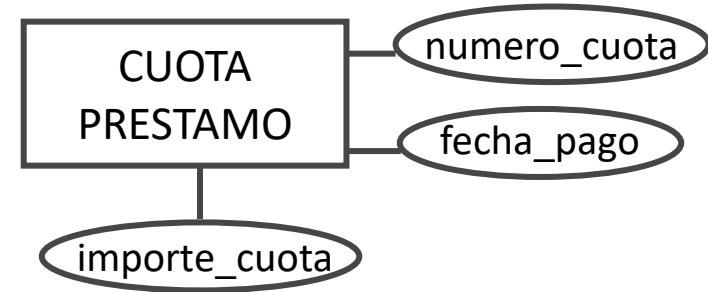 CUOTA
PRESTAMO
numero_cuota
fecha_pago
importe_cuota